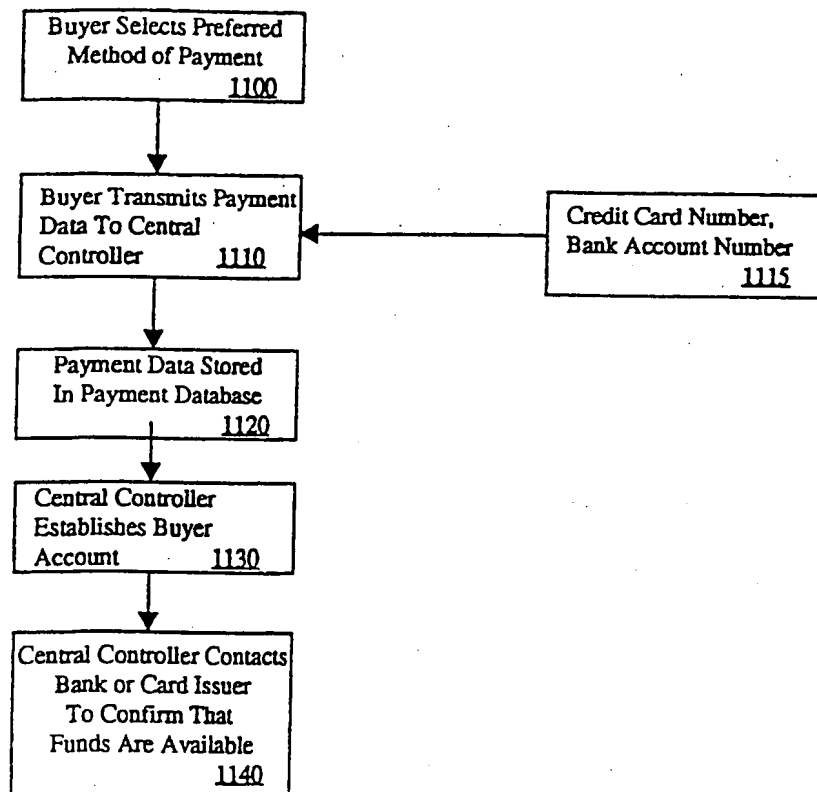 Buyer Selects Preferred
Method of Payment
1100
Buyer Transmits Payment
Data To Central
Controller 1110
Credit Card Number,
Bank Account Number
1115
Payment Data Stored
In Payment Database
1120
Central Controller
Establishes Buyer
Account 1130
Central Controller Contacts
Bank or Card Issuer
To Confirm That
Funds Are Available
1140